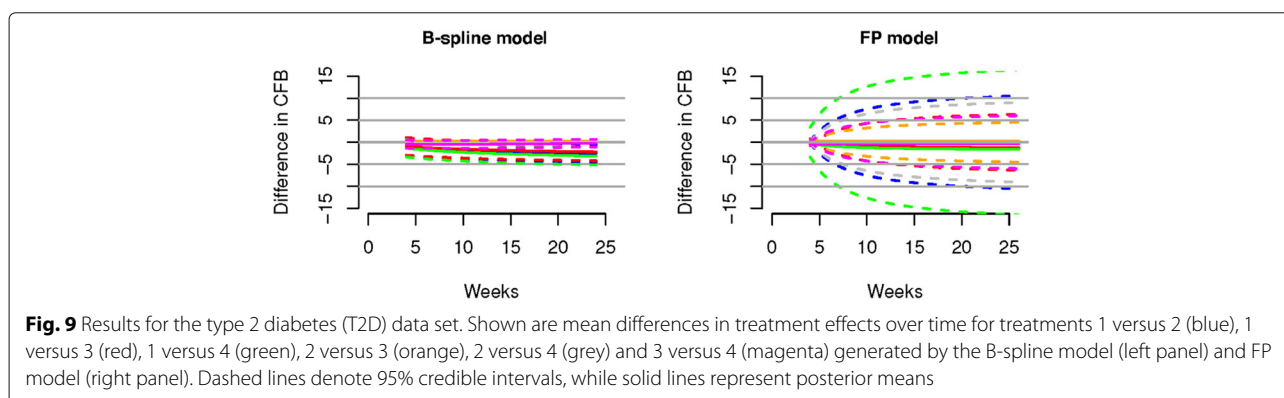 B-spline model
FP model
Difference in CFB
15
5
−5
−15
0 5 10 15 20 25
Weeks
Difference in CFB
15
5
−5
−15
0 5 10 15 20 25
Weeks
Fig. 9 Results for the type 2 diabetes (T2D) data set. Shown are mean differences in treatment effects over time for treatments 1 versus 2 (blue), 1
versus 3 (red), 1 versus 4 (green), 2 versus 3 (orange), 2 versus 4 (grey) and 3 versus 4 (magenta) generated by the B-spline model (left panel) and FP
model (right panel). Dashed lines denote 95% credible intervals, while solid lines represent posterior means